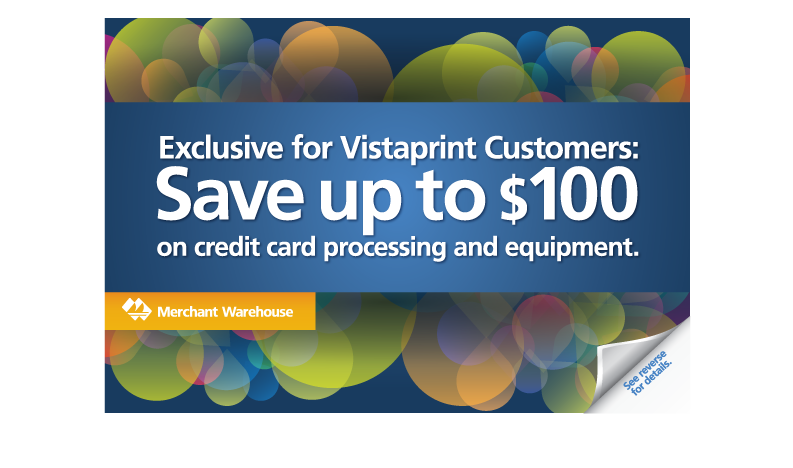 Exclusive for Vistaprint Customers:
Save up to $100
on credit card processing and equipment.
Merchant Warehouse
See reverse
for details.